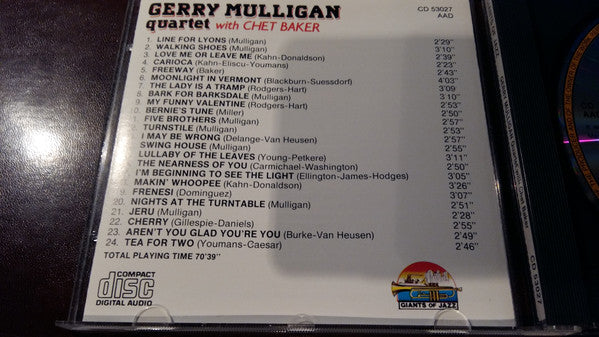 GERRY MULLIGAN
quartet with CHET BAKER
CD 53027
AAD
1. LINE FOR LYONS (Mulligan) 2'29"
2. WALKING SHOES (Mulligan) 3'10"
3. LOVE ME OR LEAVE ME (Kahn-Donaldson) 2'39"
4. CARIOCA (Kahn-Eliscu-Youmans) 2'23"
5. FREEWAY (Baker) 2'43"
6. MOONLIGHT IN VERMONT (Blackburn-Suessdorf) 4'03"
7. THE LADY IS A TRAMP (Rodgers-Hart) 3'09
8. BARK FOR BARKSDALE (Mulligan) 3'10"
9. MY FUNNY VALENTINE (Rodgers-Hart) 2'53"
10. BERNIE'S TUNE (Miller) 2'50"
1. FIVE BROTHERS (Mulligan) 2'57"
2. TURNSTILE (Mulligan) 2'53"
I MAY BE WRONG (Delange-Van Heusen) 2'57"
SWING HOUSE (Mulligan) 2'55"
LULLABY OF THE LEAVES (Young-Petkere) 3'11"
THE NEARNESS OF YOU (Carmichael-Washington) 2'50"
I'M BEGINNING TO SEE THE LIGHT (Ellington-James-Hodges) 3'05"
MAKIN' WHOOPEE (Kahn-Donaldson) 3'26"
9. FRENESI (Dominguez) 3'07"
20. NIGHTS AT THE TURNTABLE (Mulligan) 2'51"
21. JERU (Mulligan) 2'28"
22. CHERRY (Gillespie-Daniels) 2'55"
23. AREN'T YOU GLAD YOU'RE YOU (Burke-Van Heusen) 2'49"
24. TEA FOR TWO (Youmans-Caesar) 2'46"
TOTAL PLAYING TIME 70'39"
COMPACT
disc
DIGITAL AUDIO
GIANTS OF JAZZ
CD 53027